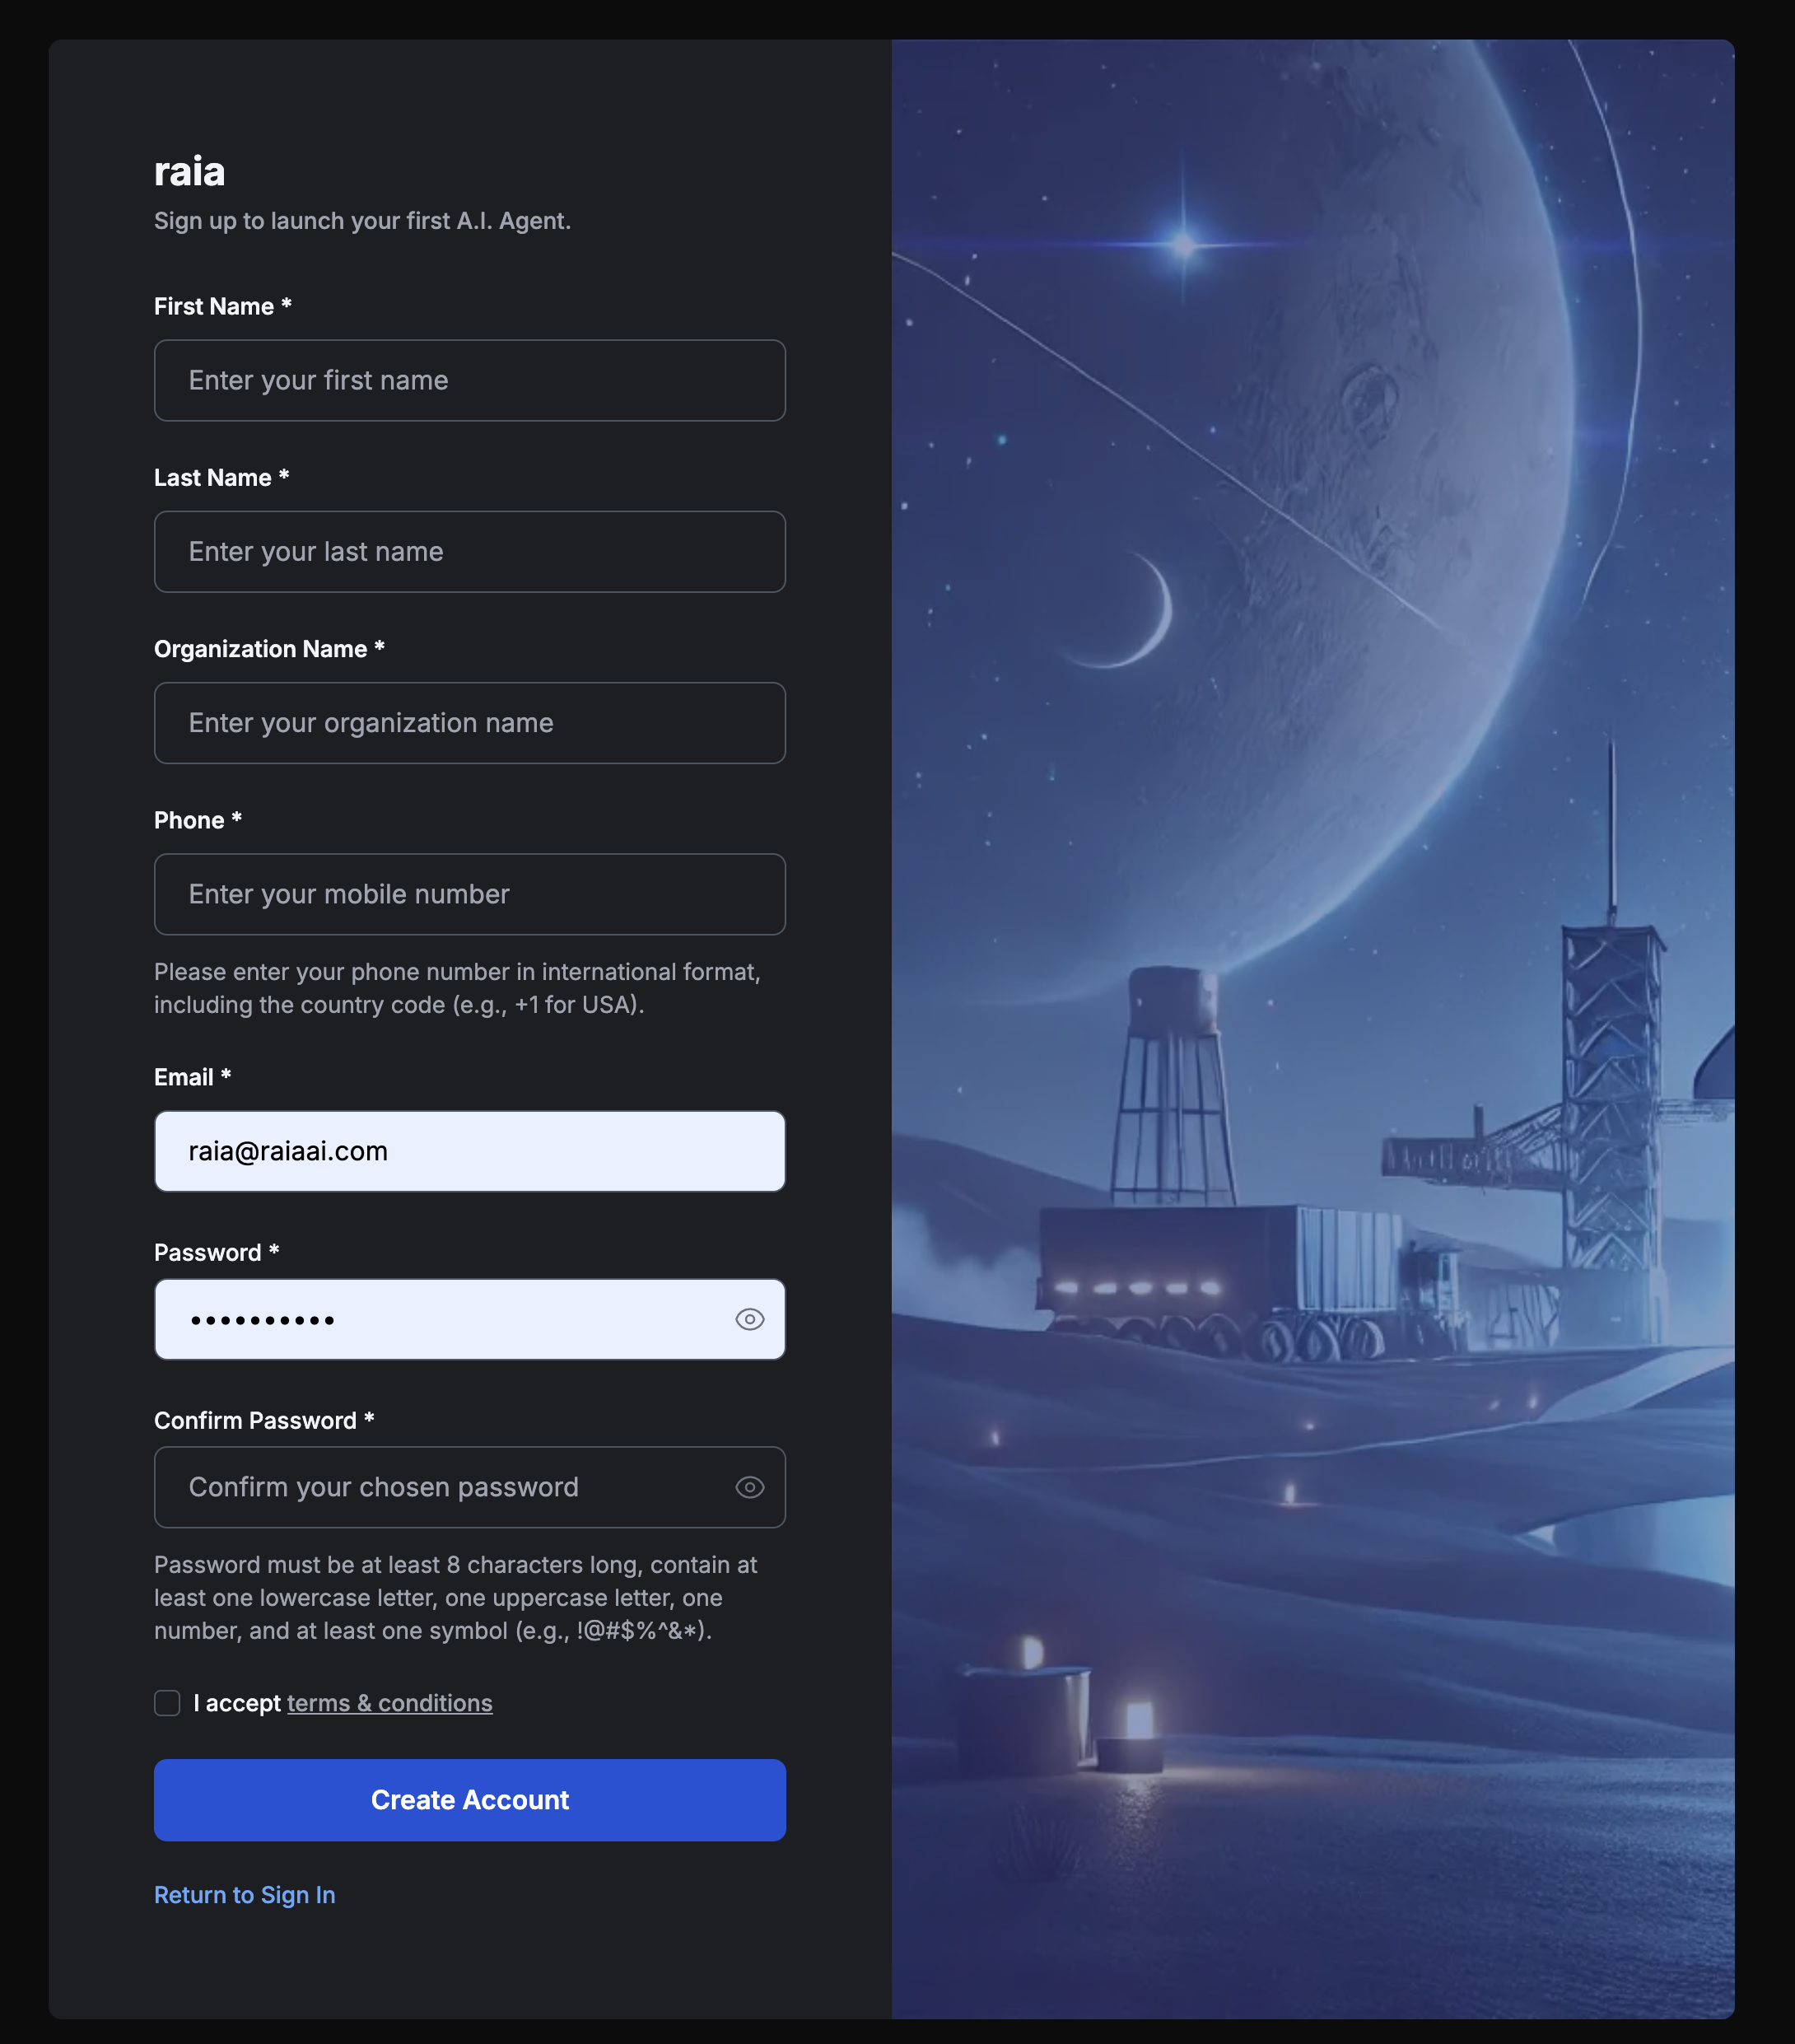 raia
Sign up to launch your first A.I. Agent.
First Name *
Enter your first name
Last Name *
Enter your last name
Organization Name *
Enter your organization name
Phone *
Enter your mobile number
Please enter your phone number in international format,
including the country code (e.g., +1 for USA).
Email *
raia@raiaai.com
Password *
••••••••••
Confirm Password *
Confirm your chosen password
Password must be at least 8 characters long, contain at
least one lowercase letter, one uppercase letter, one
number, and at least one symbol (e.g., !@#$%^&*).
I accept terms & conditions
Create Account
Return to Sign In